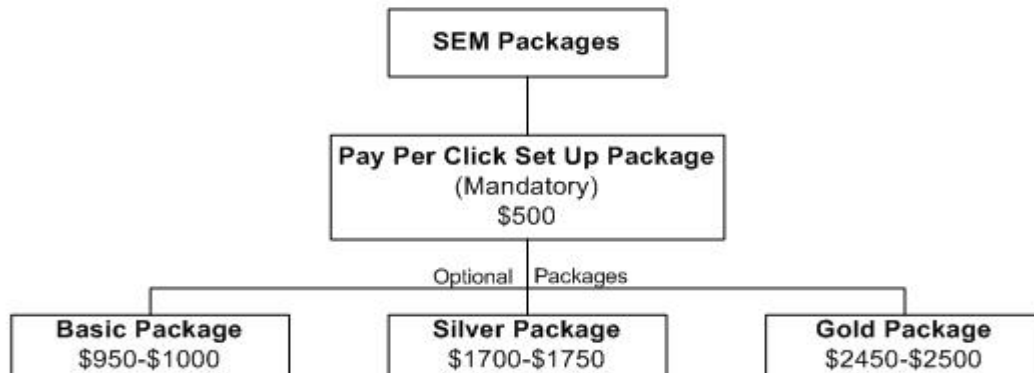 SEM Packages
Pay Per Click Set Up Package
(Mandatory)
$500
Optional Packages
Basic Package
$950-$1000
Silver Package
$1700-$1750
Gold Package
$2450-$2500